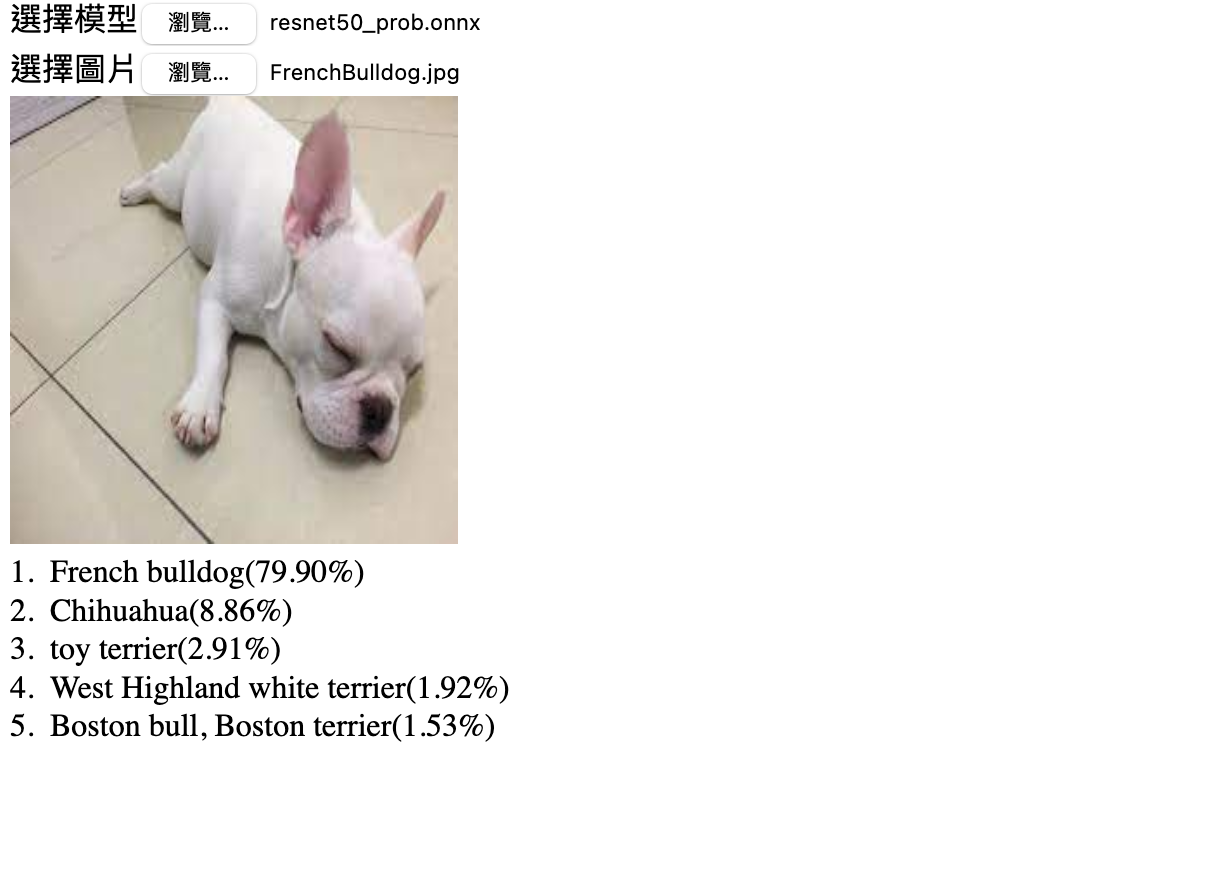 選擇模型 瀏覽... resnet50_prob.onnx
選擇圖片 瀏覽... FrenchBulldog.jpg
1. French bulldog(79.90%)
2. Chihuahua(8.86%)
3. toy terrier(2.91%)
4. West Highland white terrier(1.92%)
5. Boston bull, Boston terrier(1.53%)